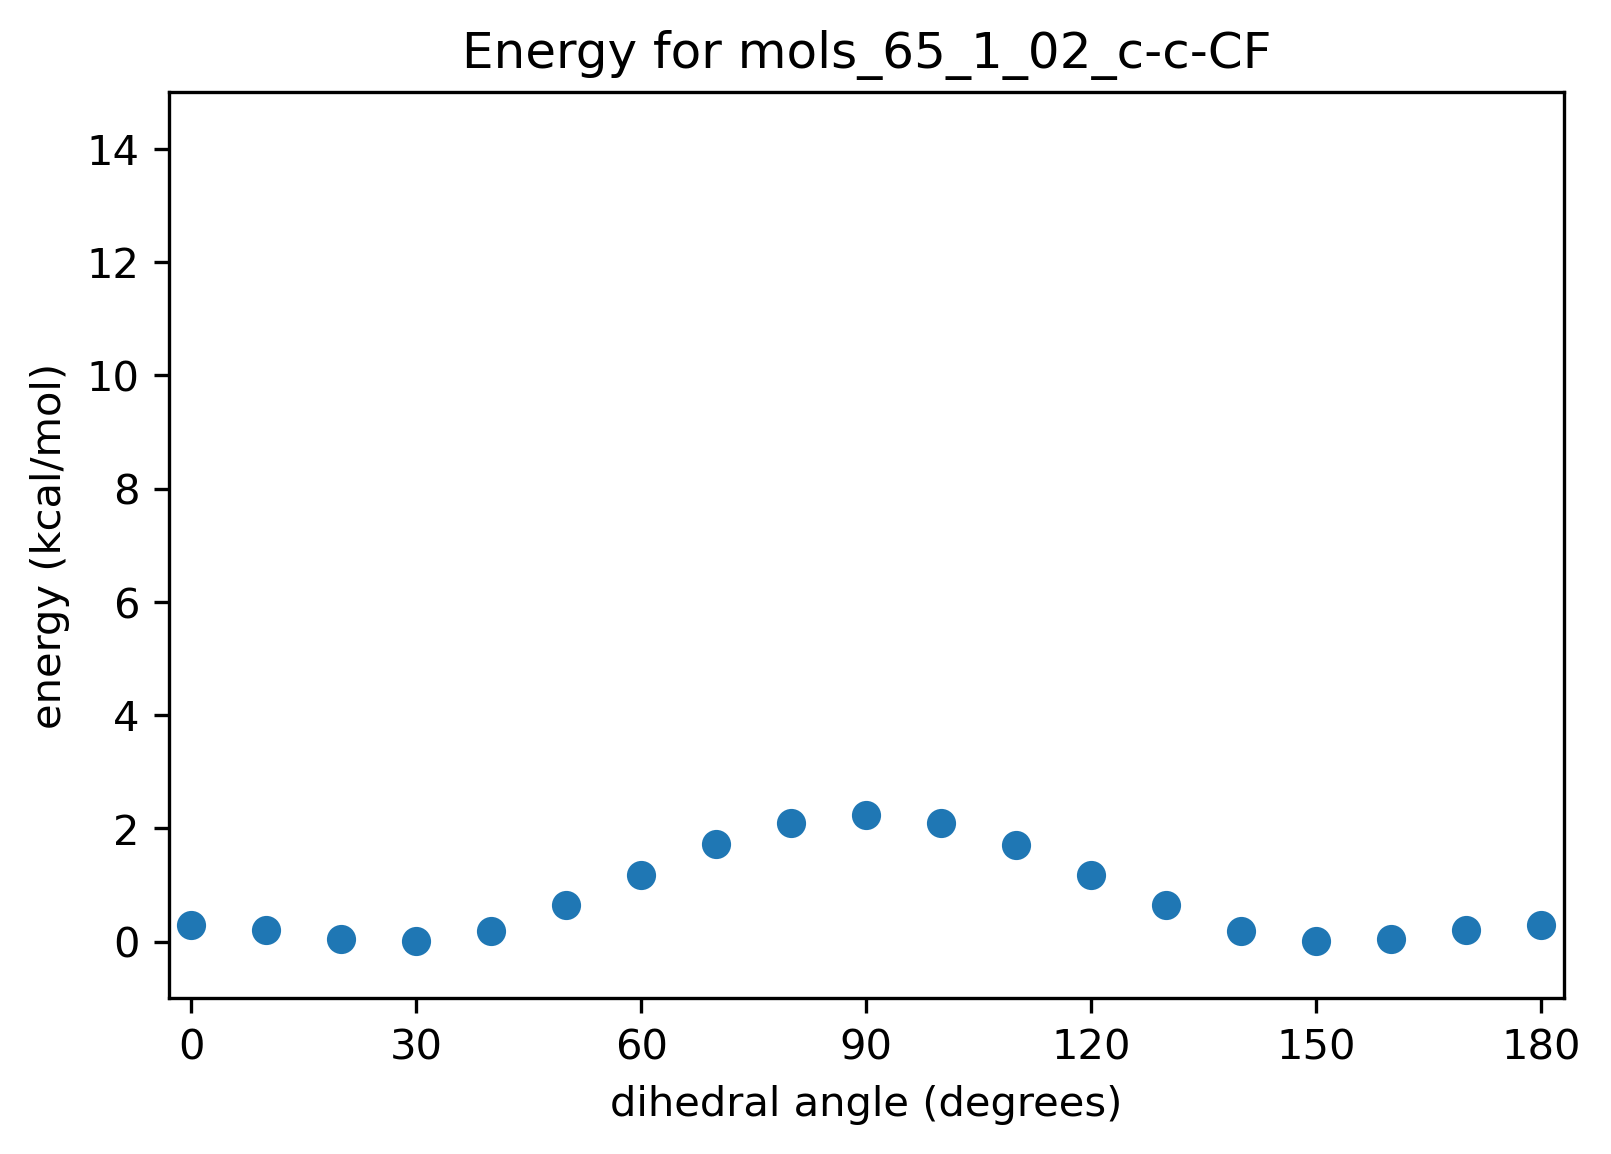 Energy for mols_65_1_02_c-c-CF
14
12
10
8
6
4
2
0
energy (kcal/mol)
0 30 60 90 120 150 180
dihedral angle (degrees)